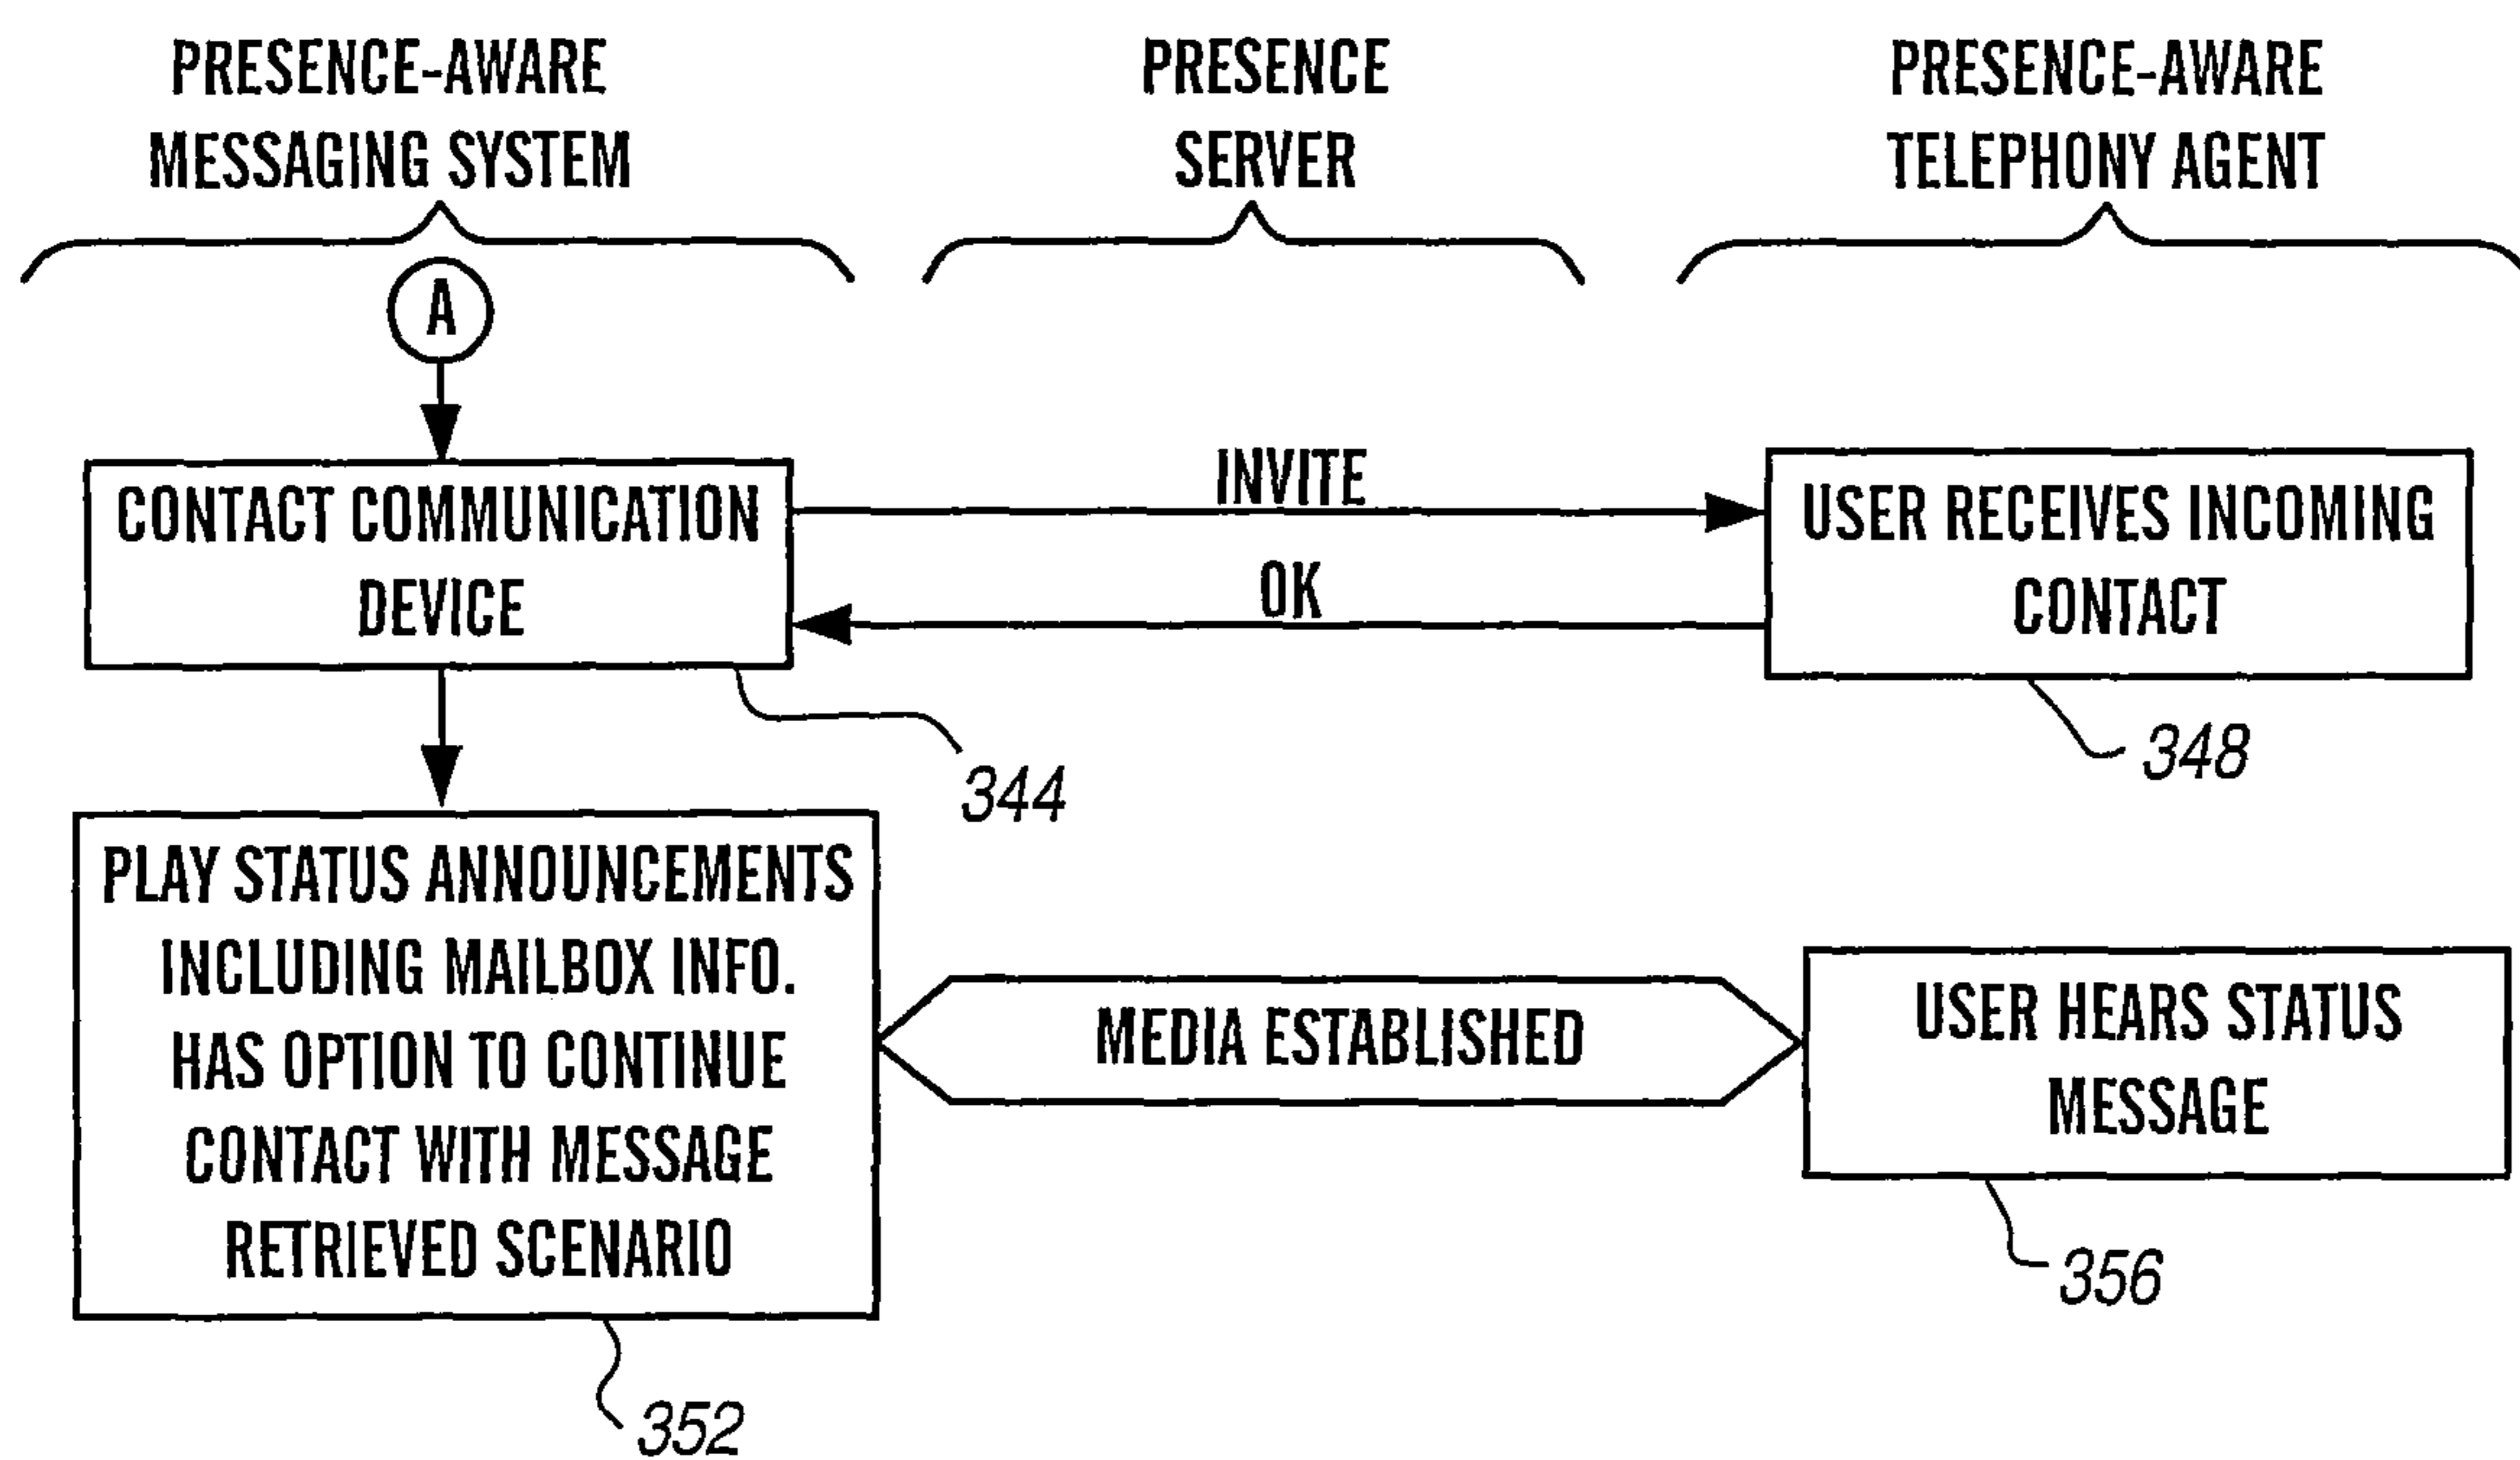 PRESENCE-AWARE
MESSAGING SYSTEM
PRESENCE
SERVER
PRESENCE-AWARE
TELEPHONY AGENT
A
CONTACT COMMUNICATION
DEVICE
INVITE
OK
USER RECEIVES INCOMING
CONTACT
344
348
PLAY STATUS ANNOUNCEMENTS
INCLUDING MAILBOX INFO.
HAS OPTION TO CONTINUE
CONTACT WITH MESSAGE
RETRIEVED SCENARIO
MEDIA ESTABLISHED
USER HEARS STATUS
MESSAGE
356
352